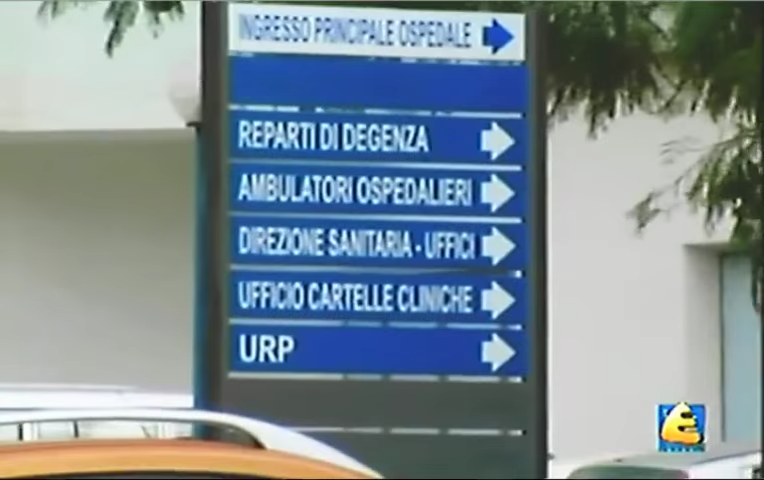 INGRESSO PRINCIPALE OSPEDALE
REPARTI DI DEGENZA
AMBULATORI OSPEDALIERI
DIREZIONE SANITARIA - UFFICI
UFFICIO CARTELLE CLINICHE
URP
E